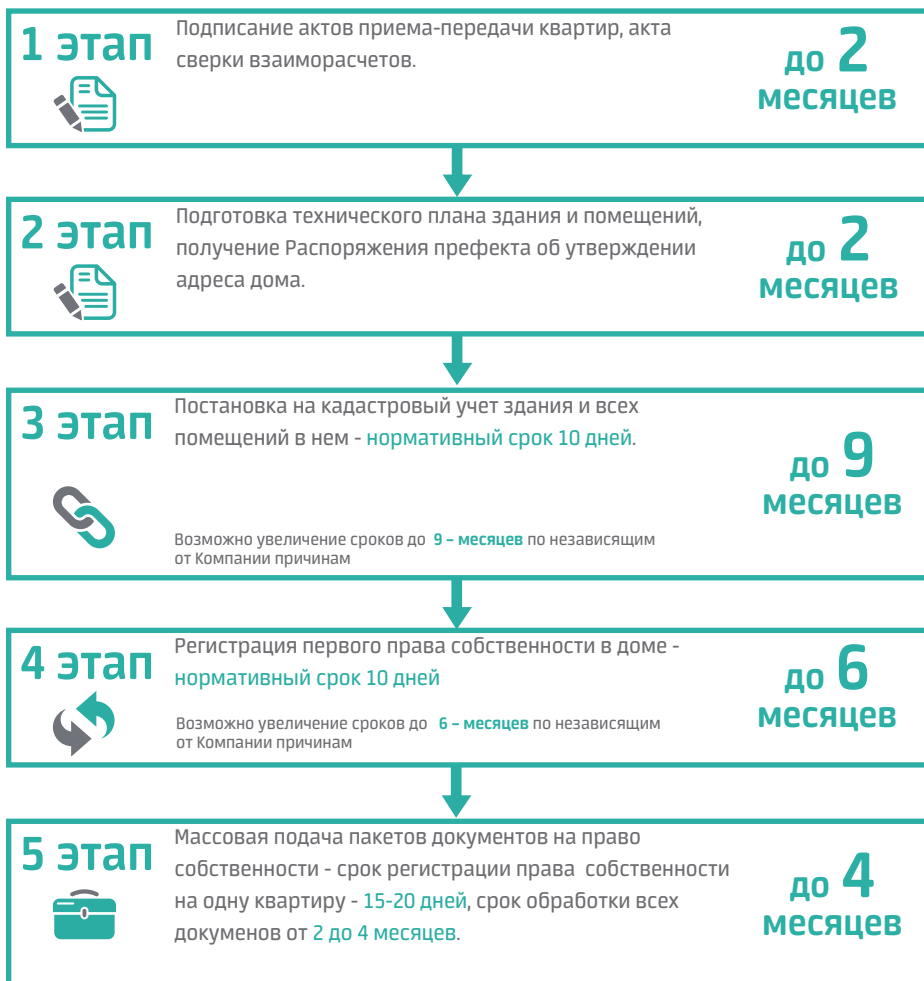 1 этап
Подписание актов приема-передачи квартир, акта
сверки взаиморасчетов.
до 2
месяцев
2 этап
Подготовка технического плана здания и помещений,
получение Распоряжения префекта об утверждении
адреса дома.
до 2
месяцев
3 этап
Постановка на кадастровый учет здания и всех
помещений в нем - нормативный срок 10 дней.
Возможно увеличение сроков до 9 – месяцев по независящим
от Компании причинам
до 9
месяцев
4 этап
Регистрация первого права собственности в доме -
нормативный срок 10 дней
Возможно увеличение сроков до 6 – месяцев по независящим
от Компании причинам
до 6
месяцев
5 этап
Массовая подача пакетов документов на право
собственности - срок регистрации права собственности
на одну квартиру - 15-20 дней, срок обработки всех
докуменов от 2 до 4 месяцев.
до 4
месяцев